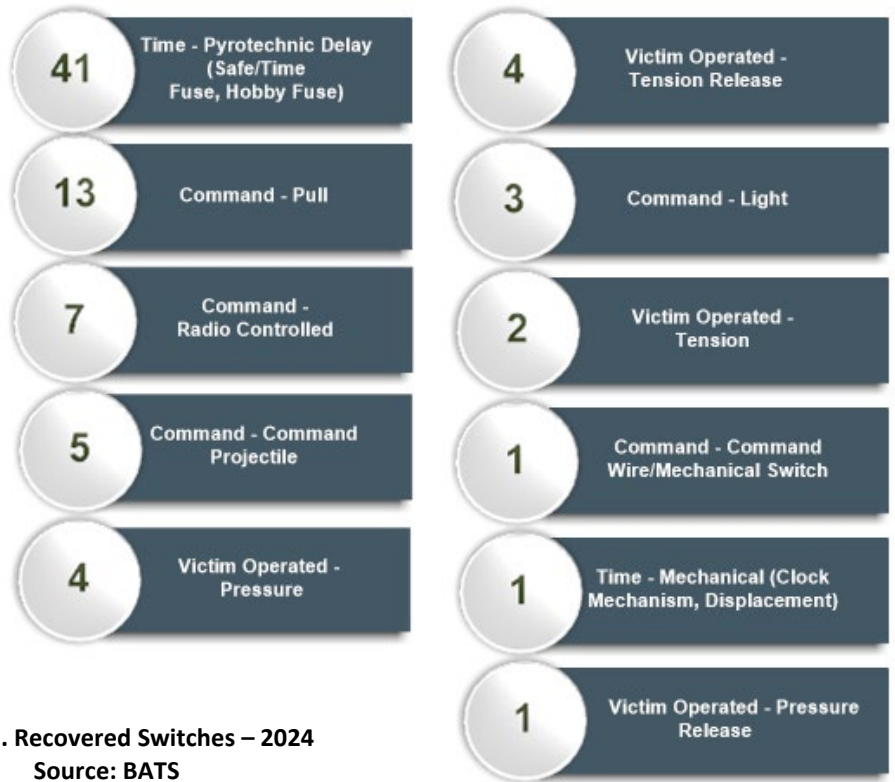 41
Time - Pyrotechnic Delay
(Safe/Time
Fuse, Hobby Fuse)
13
Command - Pull
7
Command -
Radio Controlled
5
Command - Command
Projectile
4
Victim Operated -
Pressure
4
Victim Operated -
Tension Release
3
Command - Light
2
Victim Operated -
Tension
1
Command - Command
Wire/Mechanical Switch
1
Time - Mechanical (Clock
Mechanism, Displacement)
1
Victim Operated - Pressure
Release
. Recovered Switches – 2024
Source: BATS